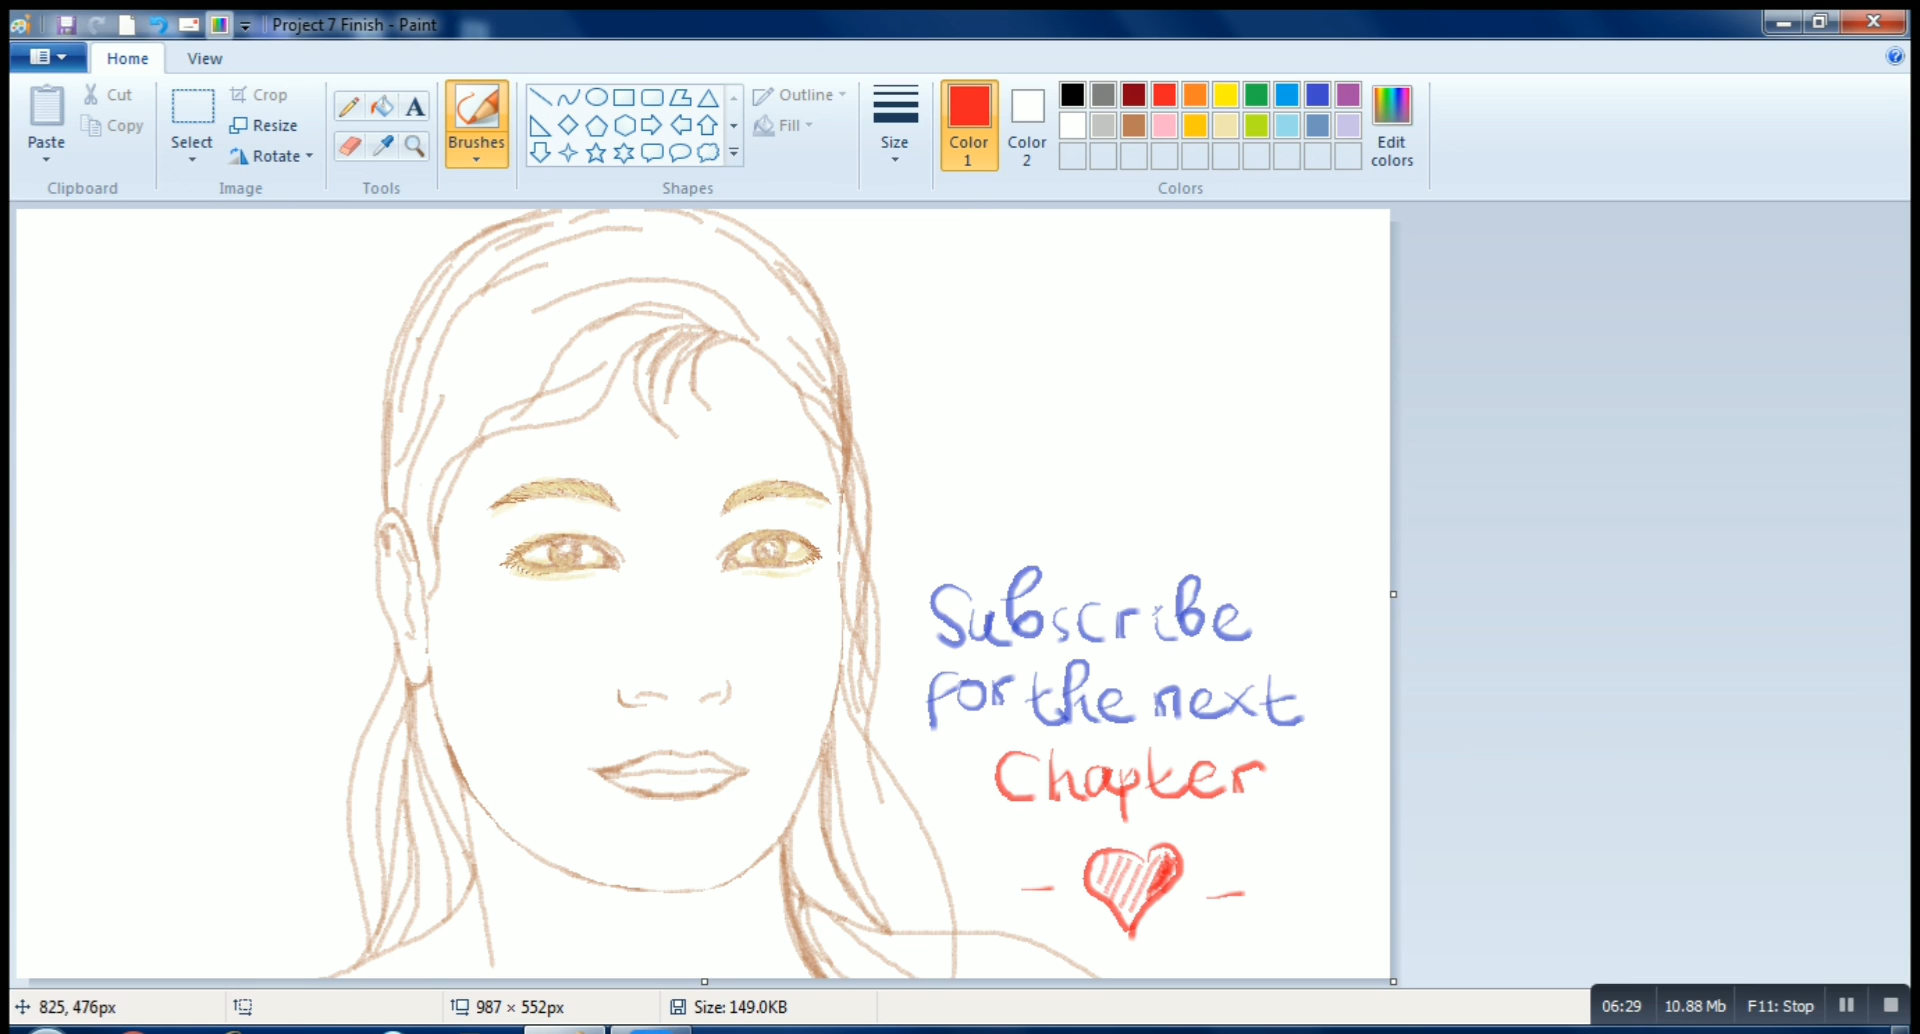 Project 7 Finish - Paint
Home View
Paste
Cut
Copy
Clipboard
Select
Crop
Resize
Rotate
Image
A
Tools
Brushes
Shapes
Outline
Fill
Size
Color 1
Color 2
Colors
Edit colors
Subscribe
for the next
Chapter
825, 476px
987 × 552px
Size: 149.0KB
06:29 10.88 Mb F11: Stop